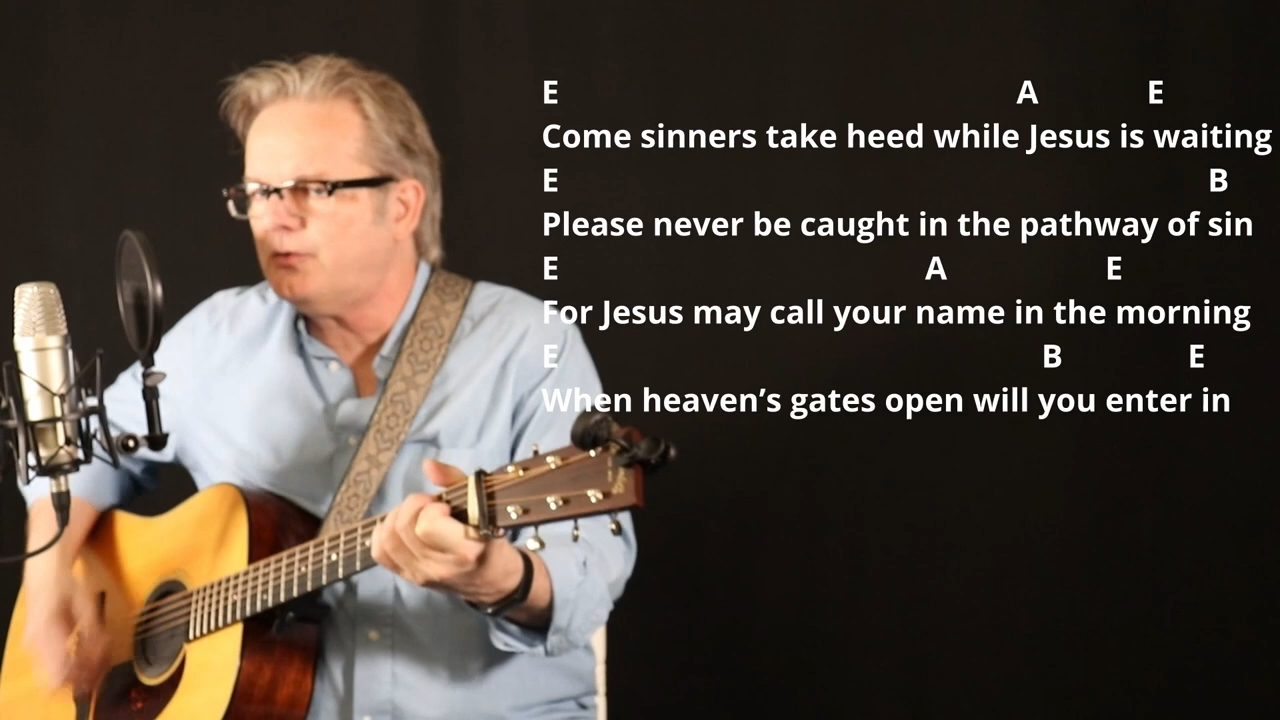 E A E
Come sinners take heed while Jesus is waiting
E B
Please never be caught in the pathway of sin
E A E
For Jesus may call your name in the morning
E B E
When heaven’s gates open will you enter in